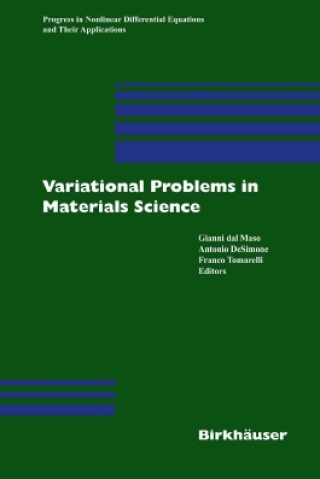 Progress in Nonlinear Differential Equations
and Their Applications
Variational Problems in
Materials Science
Gianni dal Maso
Antonio DeSimone
Franco Tomarelli
Editors
Birkhäuser